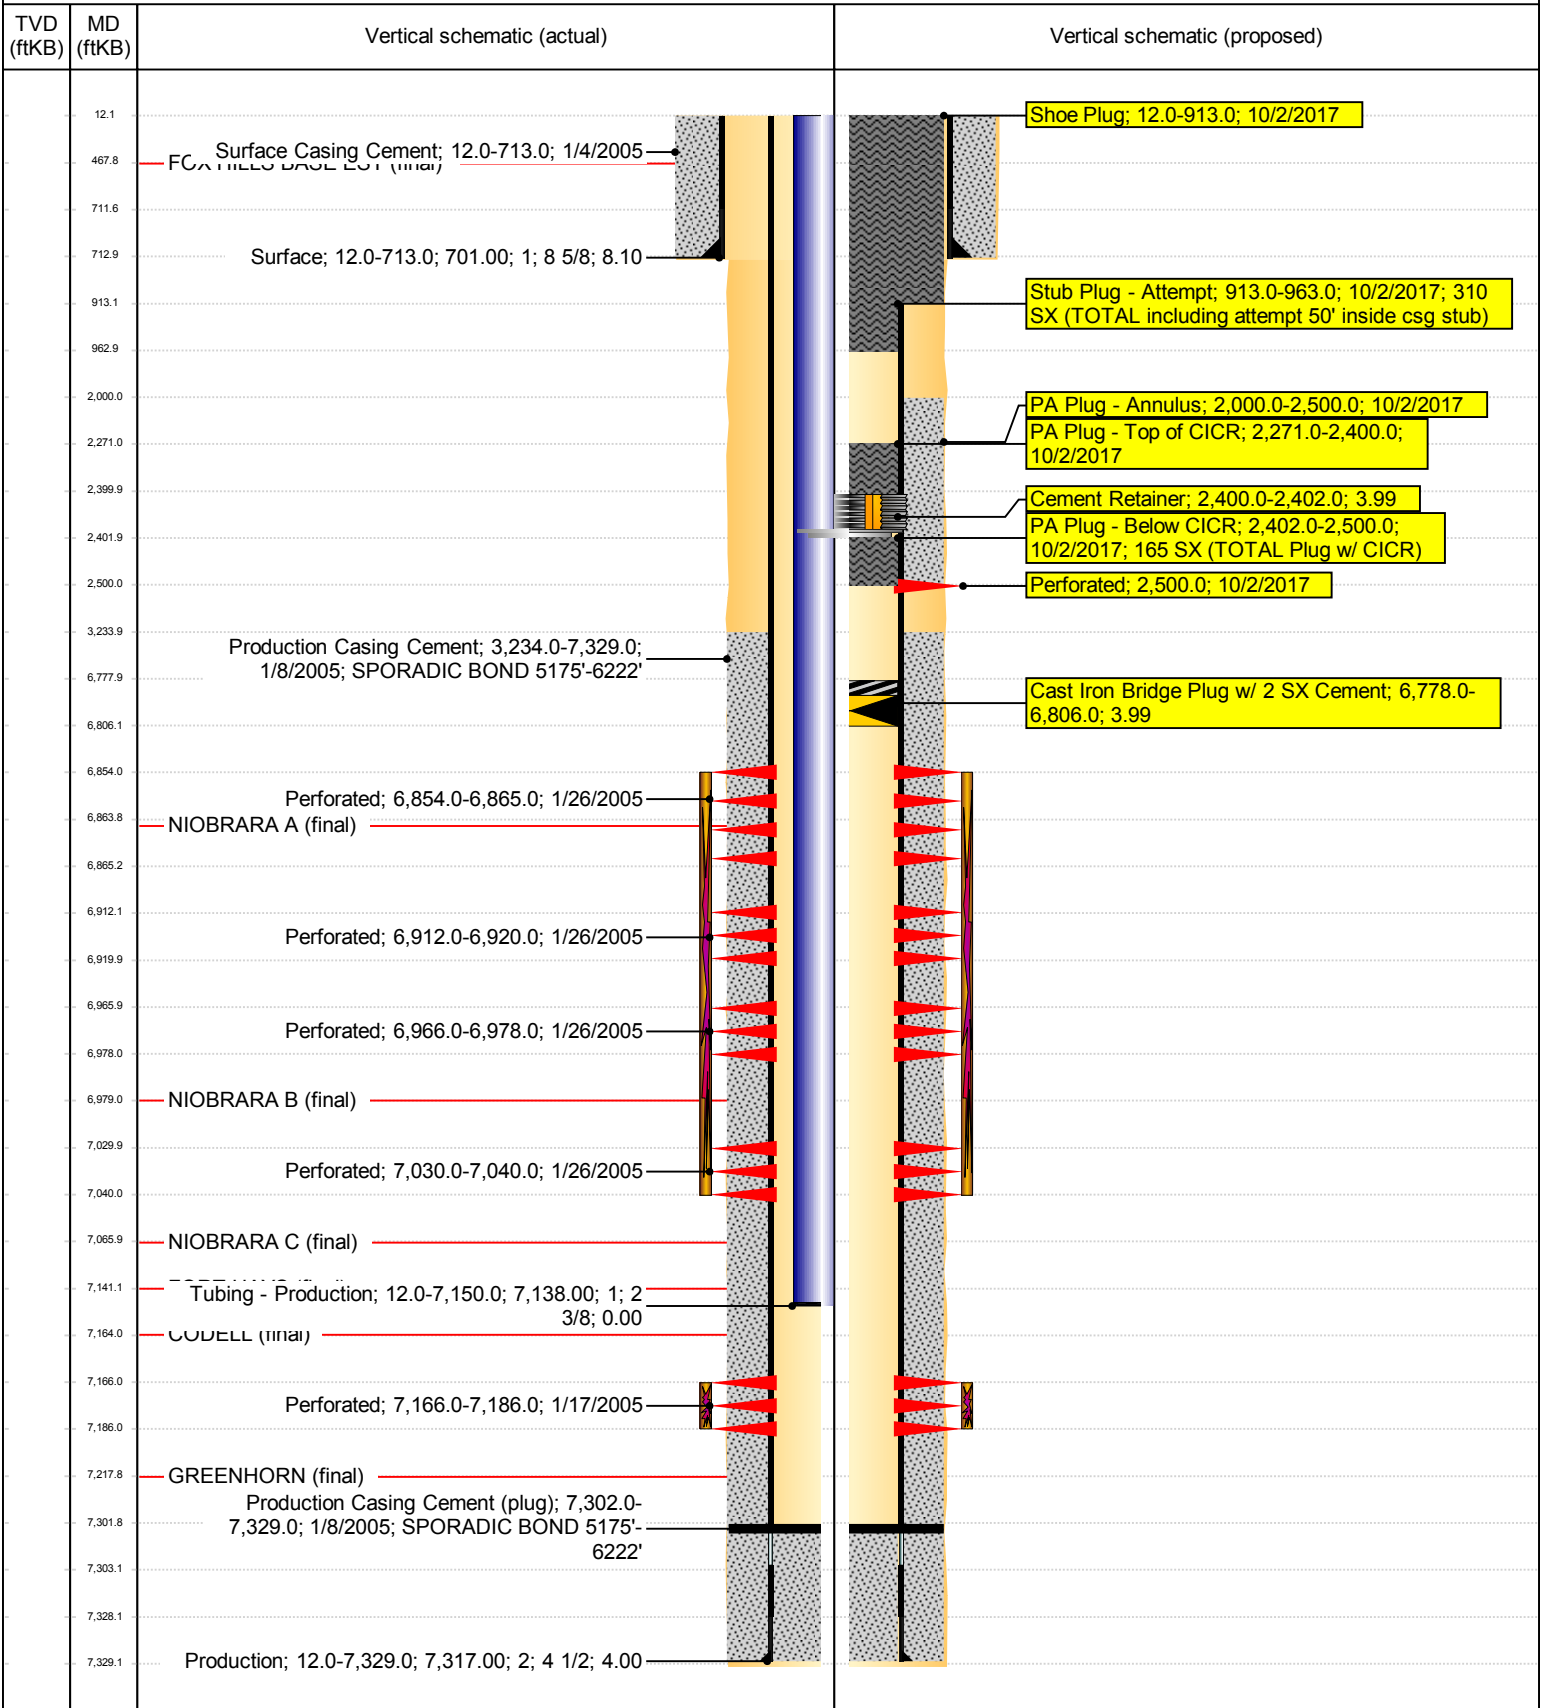 TVD (ftKB)
MD (ftKB)
Vertical schematic (actual)
Vertical schematic (proposed)
12.1
Shoe Plug; 12.0-913.0; 10/2/2017
Surface Casing Cement; 12.0-713.0; 1/4/2005
467.8
FOX HILLS BASE EST (final)
711.6
712.9
Surface; 12.0-713.0; 701.00; 1; 8 5/8; 8.10
913.1
Stub Plug - Attempt; 913.0-963.0; 10/2/2017; 310
SX (TOTAL including attempt 50' inside csg stub)
962.9
2,000.0
PA Plug - Annulus; 2,000.0-2,500.0; 10/2/2017
2,271.0
PA Plug - Top of CICR; 2,271.0-2,400.0;
10/2/2017
2,399.9
Cement Retainer; 2,400.0-2,402.0; 3.99
2,401.9
PA Plug - Below CICR; 2,402.0-2,500.0;
10/2/2017; 165 SX (TOTAL Plug w/ CICR)
2,500.0
Perforated; 2,500.0; 10/2/2017
3,233.9
Production Casing Cement; 3,234.0-7,329.0;
1/8/2005; SPORADIC BOND 5175'-6222'
6,777.9
Cast Iron Bridge Plug w/ 2 SX Cement; 6,778.0-
6,806.0; 3.99
6,806.1
6,854.0
Perforated; 6,854.0-6,865.0; 1/26/2005
6,863.8
NIOBRARA A (final)
6,865.2
6,912.1
Perforated; 6,912.0-6,920.0; 1/26/2005
6,919.9
6,965.9
Perforated; 6,966.0-6,978.0; 1/26/2005
6,978.0
6,979.0
NIOBRARA B (final)
7,029.9
Perforated; 7,030.0-7,040.0; 1/26/2005
7,040.0
7,065.9
NIOBRARA C (final)
7,141.1
Tubing - Production; 12.0-7,150.0; 7,138.00; 1; 2
3/8; 0.00
7,164.0
CODELL (final)
7,166.0
Perforated; 7,166.0-7,186.0; 1/17/2005
7,186.0
7,217.8
GREENHORN (final)
Production Casing Cement (plug); 7,302.0-
7,301.8
7,329.0; 1/8/2005; SPORADIC BOND 5175'-
6222'
7,303.1
7,328.1
7,329.1
Production; 12.0-7,329.0; 7,317.00; 2; 4 1/2; 4.00